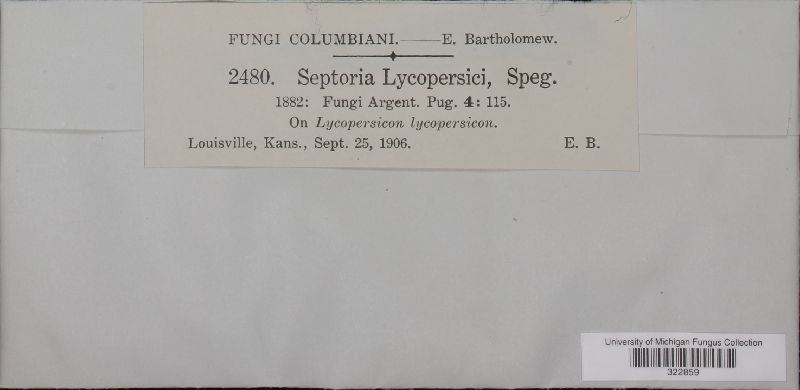 FUNGI COLUMBIANI.——E. Bartholomew.
2480. Septoria Lycopersici, Speg.
1882: Fungi Argent. Pug. 4: 115.
On Lycopersicon lycopersicon.
Louisville, Kans., Sept. 25, 1906. E. B.
University of Michigan Fungus Collection
322859